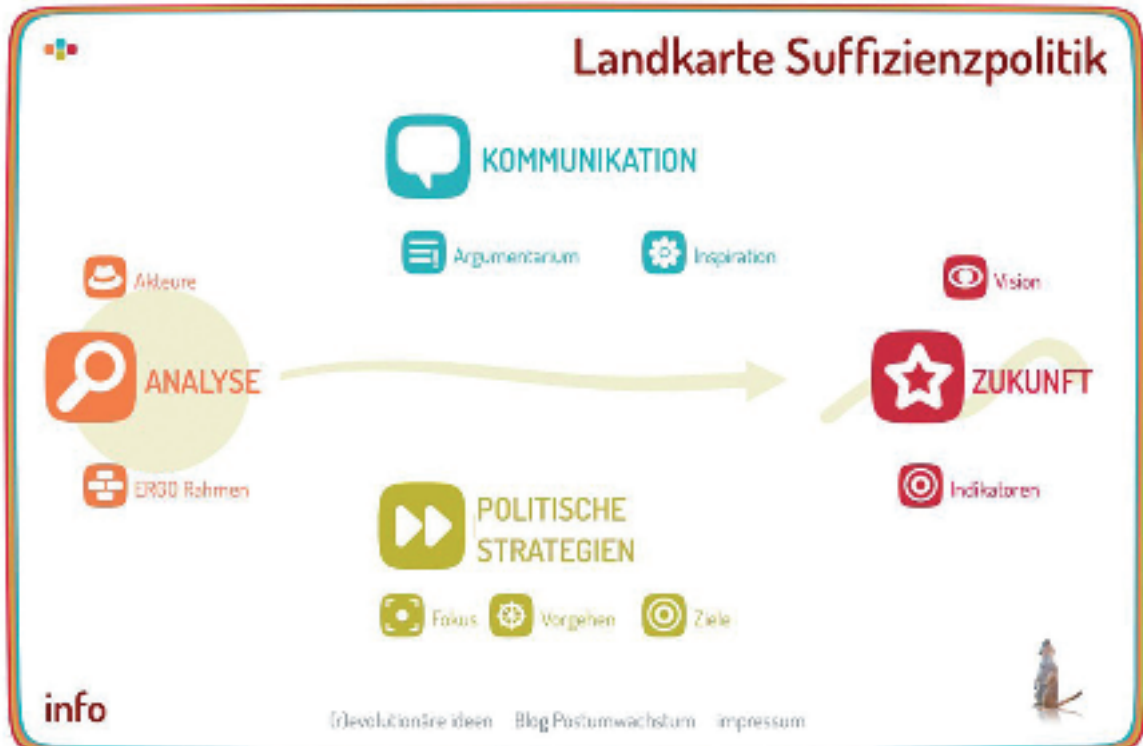 Landkarte Suffizienzpolitik
KOMMUNIKATION
Argumentarium
Inspiration
Akteure
Vision
ANALYSE
ZUKUNFT
ERGO Rahmen
Indikatoren
POLITISCHE
STRATEGIEN
Fokus
Vorgehen
Ziele
info
(r)evolutionäre ideen
Blog Postumwachstum
impressum